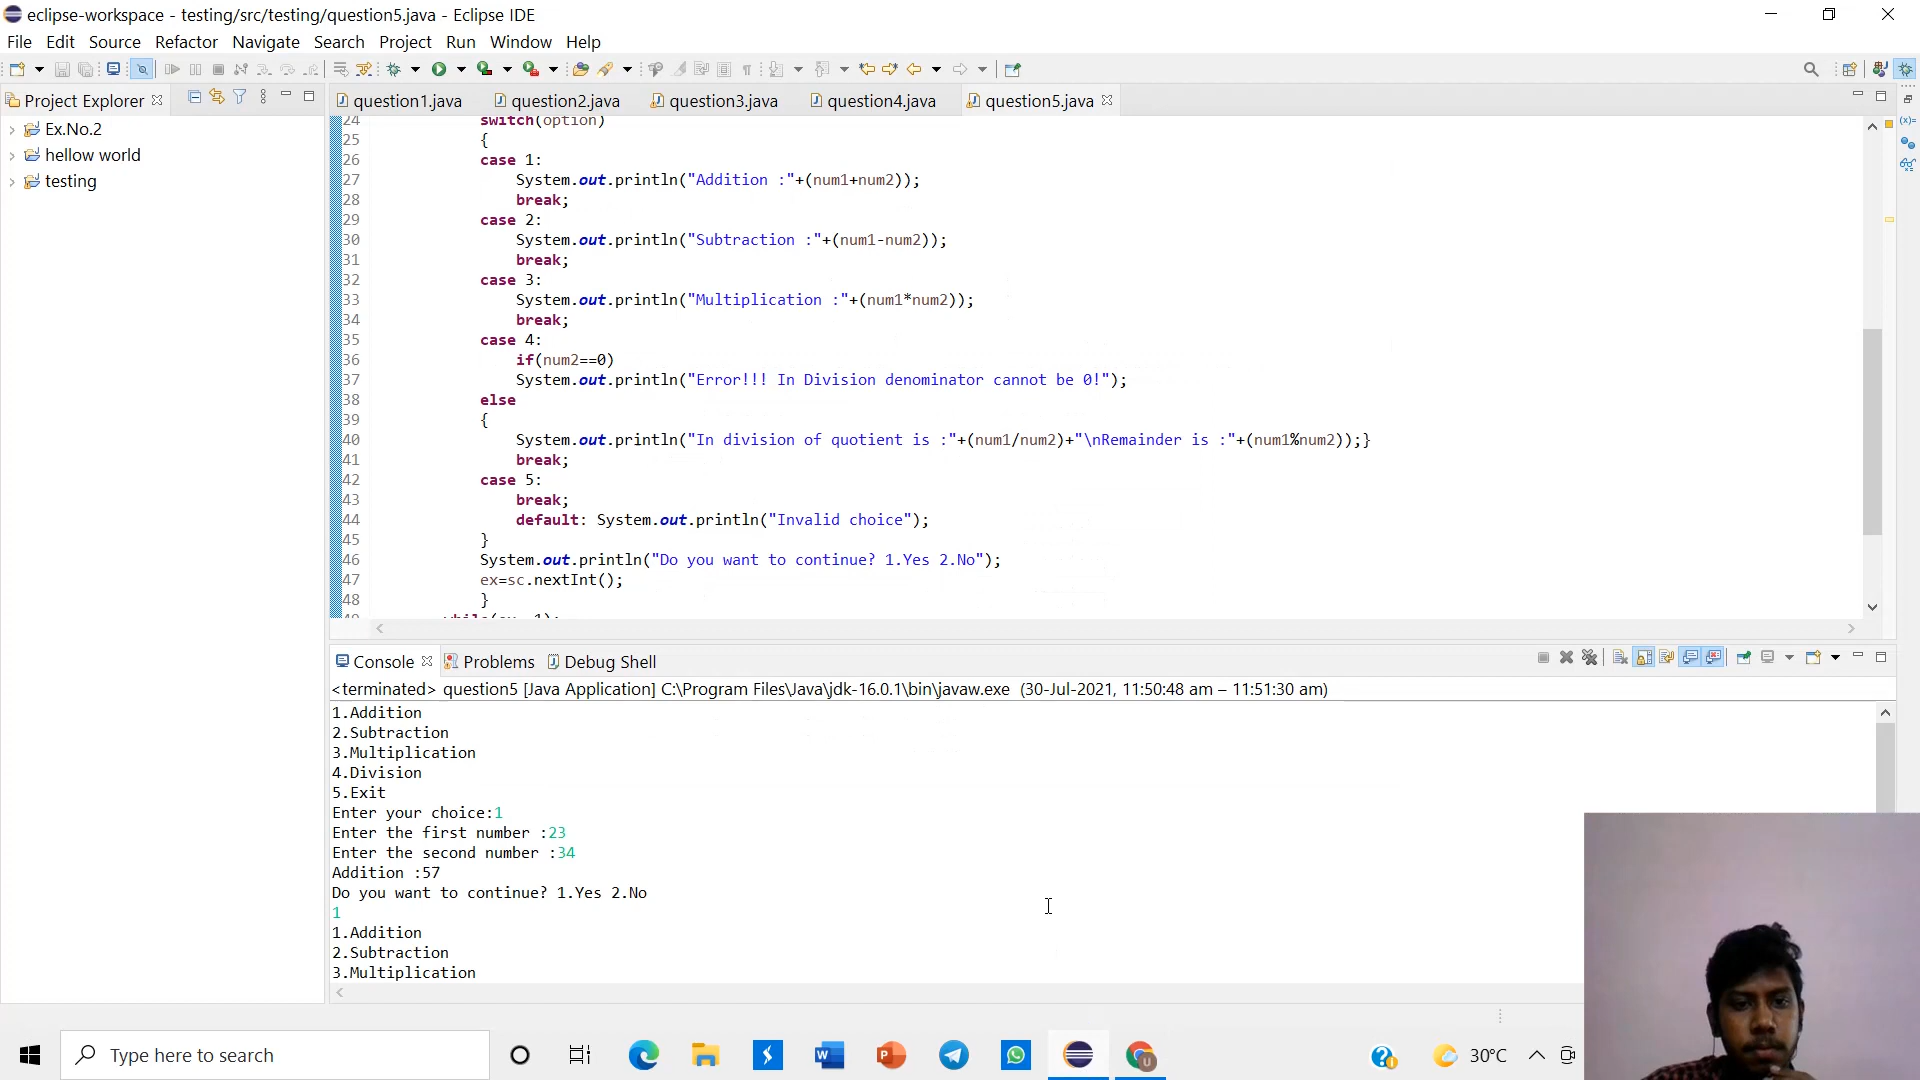 eclipse-workspace - testing/src/testing/question5.java - Eclipse IDE
File Edit Source Refactor Navigate Search Project Run Window Help
Project Explorer
question1.java question2.java question3.java question4.java question5.java
Ex.No.2
hellow world
testing
24 switch(option)
25 {
26 case 1:
27 System.out.println("Addition :"+(num1+num2));
28 break;
29 case 2:
30 System.out.println("Subtraction :"+(num1-num2));
31 break;
32 case 3:
33 System.out.println("Multiplication :"+(num1*num2));
34 break;
35 case 4:
36 if(num2==0)
37 System.out.println("Error!!! In Division denominator cannot be 0!");
38 else
39 {
40 System.out.println("In division of quotient is :"+(num1/num2)+"\nRemainder is :"+(num1%num2));}
41 break;
42 case 5:
43 break;
44 default: System.out.println("Invalid choice");
45 }
46 System.out.println("Do you want to continue? 1.Yes 2.No");
47 ex=sc.nextInt();
48 }
Console Problems Debug Shell
<terminated> question5 [Java Application] C:\Program Files\Java\jdk-16.0.1\bin\javaw.exe (30-Jul-2021, 11:50:48 am – 11:51:30 am)
1.Addition
2.Subtraction
3.Multiplication
4.Division
5.Exit
Enter your choice:1
Enter the first number :23
Enter the second number :34
Addition :57
Do you want to continue? 1.Yes 2.No
1
1.Addition
2.Subtraction
3.Multiplication
Type here to search
30°C